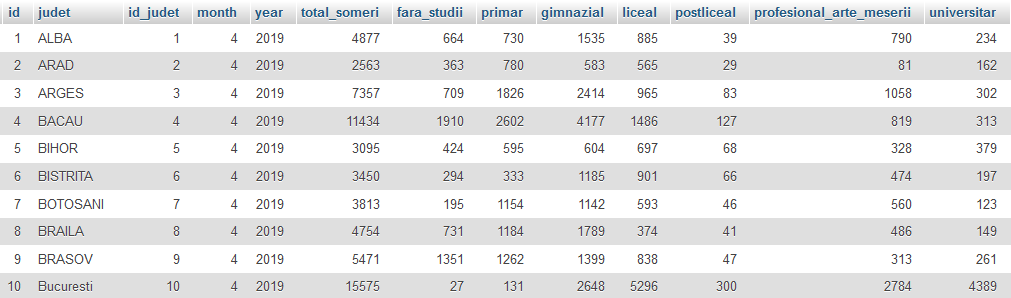 id judet id_judet month year total_someri fara_studii primar gimnazial liceal postliceal profesional_arte_meserii universitar
1 ALBA 1 4 2019 4877 664 730 1535 885 39 790 234
2 ARAD 2 4 2019 2563 363 780 583 565 29 81 162
3 ARGES 3 4 2019 7357 709 1826 2414 965 83 1058 302
4 BACAU 4 4 2019 11434 1910 2602 4177 1486 127 819 313
5 BIHOR 5 4 2019 3095 424 595 604 697 68 328 379
6 BISTRITA 6 4 2019 3450 294 333 1185 901 66 474 197
7 BOTOSANI 7 4 2019 3813 195 1154 1142 593 46 560 123
8 BRAILA 8 4 2019 4754 731 1184 1789 374 41 486 149
9 BRASOV 9 4 2019 5471 1351 1262 1399 838 47 313 261
10 Bucuresti 10 4 2019 15575 27 131 2648 5296 300 2784 4389